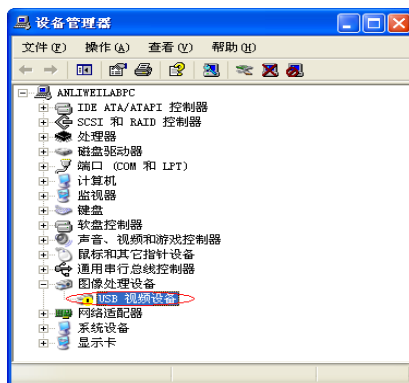 设备管理器
文件(F) 操作(A) 查看(V) 帮助(H)
ANLIWEILABPC
IDE ATA/ATAPI 控制器
SCSI 和 RAID 控制器
处理器
磁盘驱动器
端口 (COM 和 LPT)
计算机
监视器
键盘
软盘控制器
声音、视频和游戏控制器
鼠标和其它指针设备
通用串行总线控制器
图像处理设备
USB 视频设备
网络适配器
系统设备
显示卡